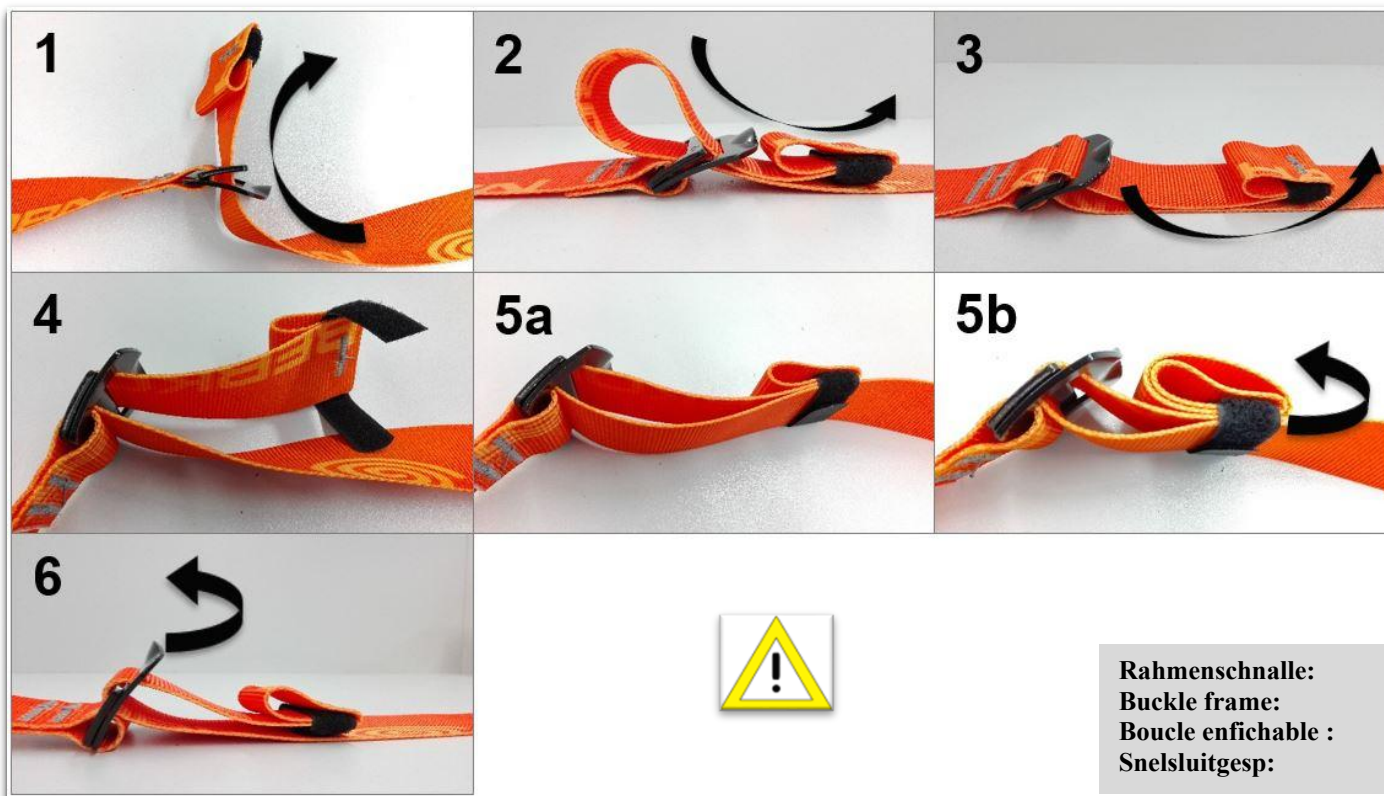 1
2
3
4
5a
5b
6
!
Rahmenschnalle:
Buckle frame:
Boucle enfichable :
Snelsluitgesp: